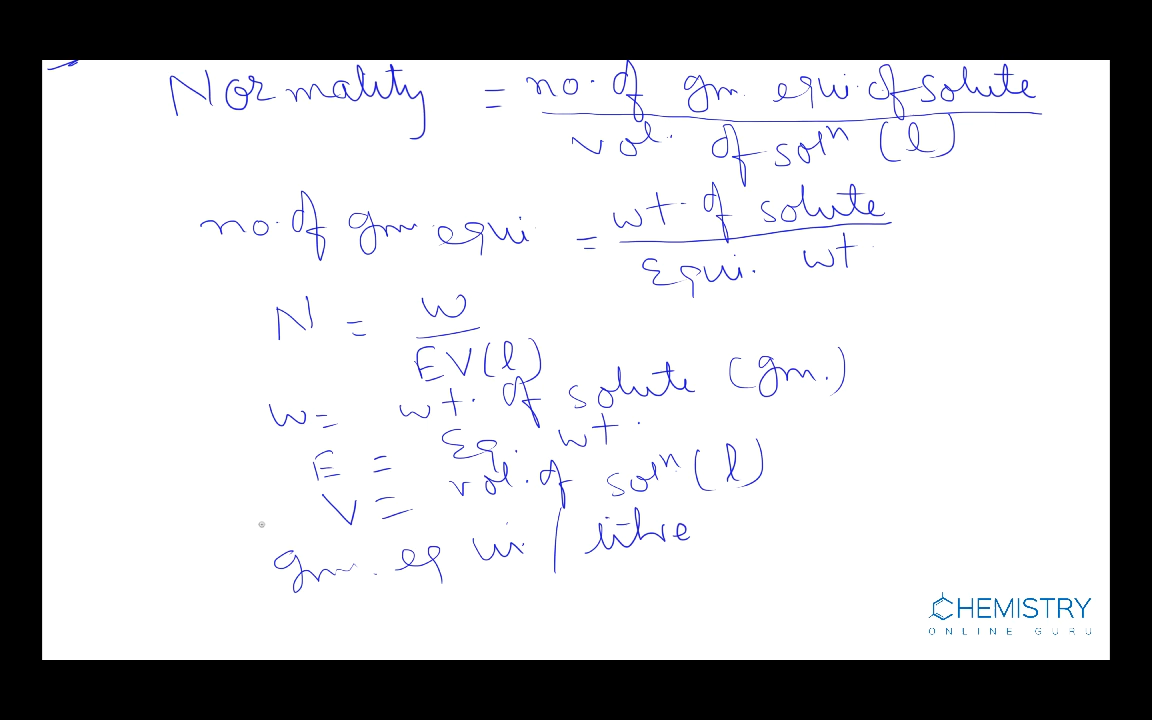 Normality = no. of gm. equi. of solute
vol. of solⁿ (l)
no. of gm equi = wt. of solute
Equi. wt
N = w
EV(l)
w = wt. of solute (gm.)
E = Eq. wt.
V = vol. of solⁿ (l)
gm. equi. / litre
CHEMISTRY
ONLINE GURU